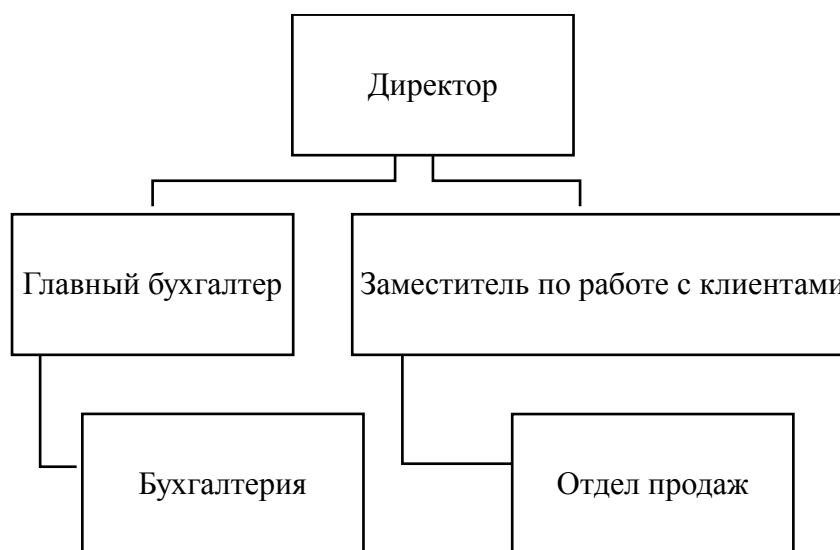 Директор
Главный бухгалтер
Заместитель по работе с клиентами
Бухгалтерия
Отдел продаж